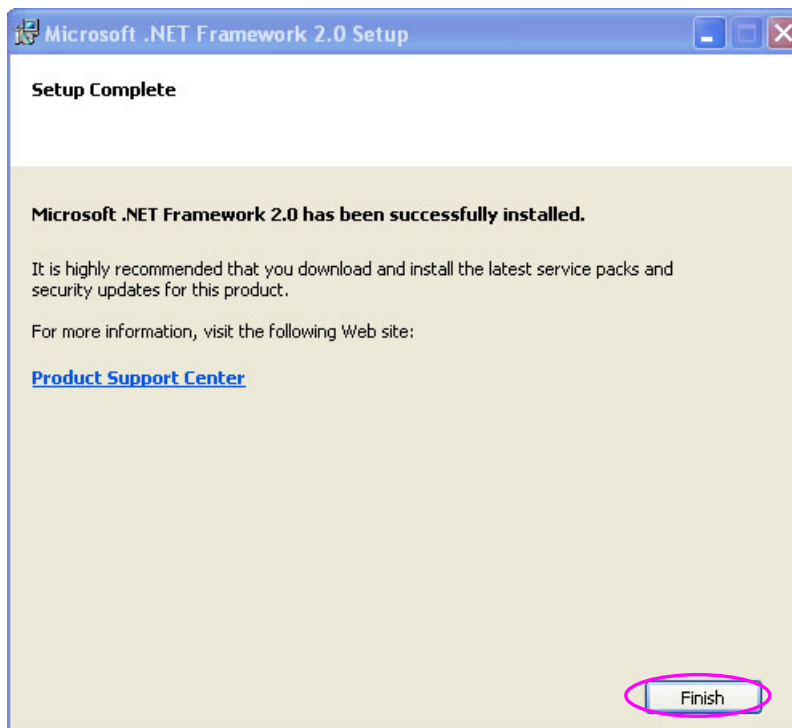 Microsoft .NET Framework 2.0 Setup
Setup Complete
Microsoft .NET Framework 2.0 has been successfully installed.
It is highly recommended that you download and install the latest service packs and
security updates for this product.
For more information, visit the following Web site:
Product Support Center
Finish